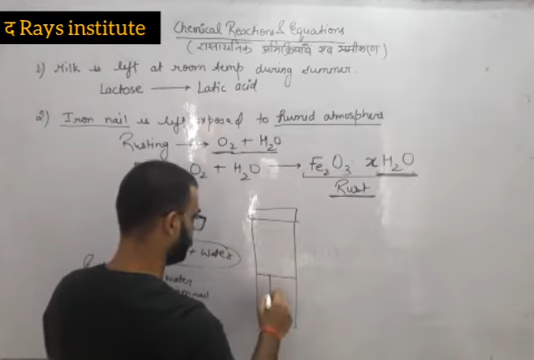 द Rays institute
Chemical Reactions & Equations
(रासायनिक अभिक्रियाएँ एवं समीकरण)
1) Milk is left at room temp during summer.
Lactose → Latic acid
2) Iron nail is left exposed to humid atmosphere
Rusting → O₂ + H₂O
O₂ + H₂O → Fe₂O₃ xH₂O
Rust
+ water
water